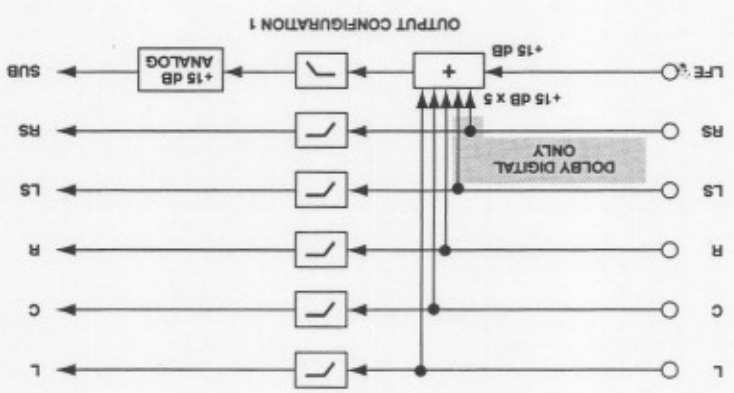 L
L
C
C
R
R
LS
LS
DOLBY DIGITAL
ONLY
RS
RS
+15 dB x 5
LFE
+15 dB
+
+15 dB
ANALOG
SUB
OUTPUT CONFIGURATION 1